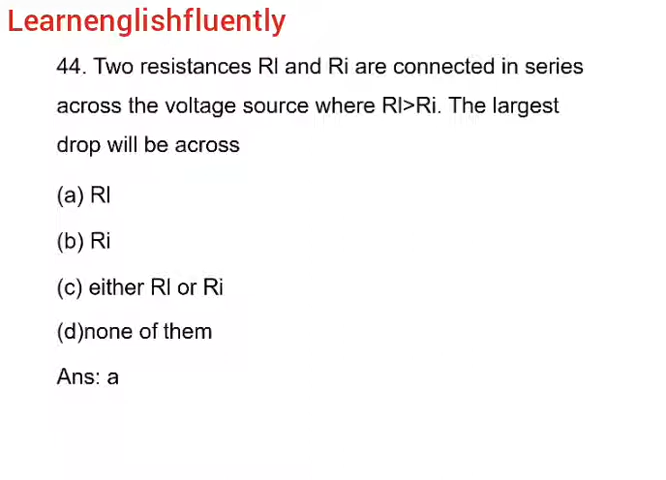 Learnenglishfluently
44. Two resistances Rl and Ri are connected in series
across the voltage source where Rl>Ri. The largest
drop will be across
(a) Rl
(b) Ri
(c) either Rl or Ri
(d)none of them
Ans: a